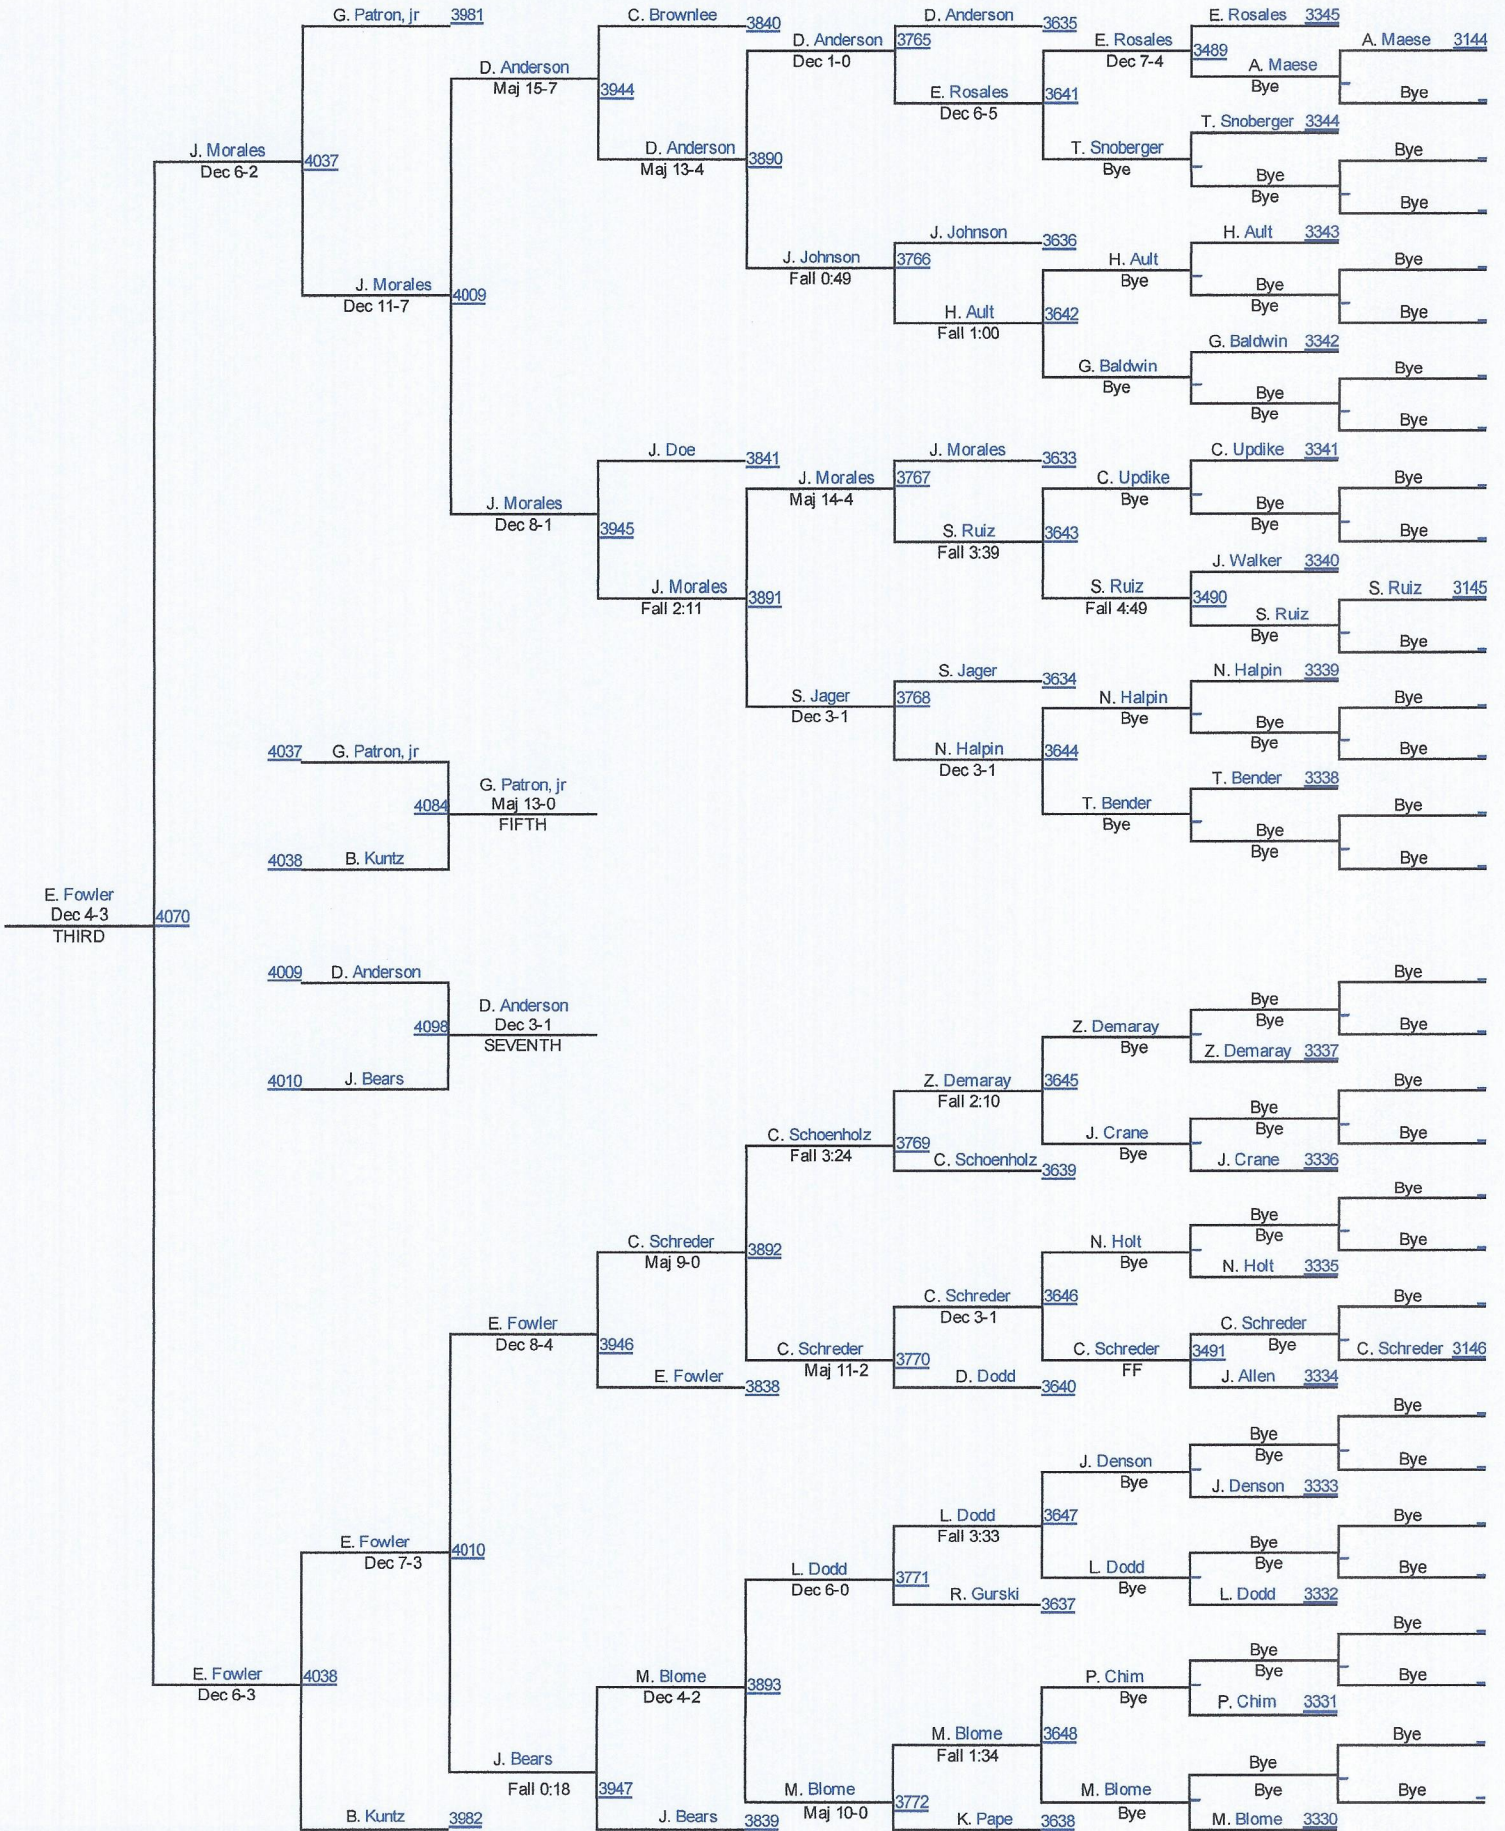 G. Patron, jr 3981
C. Brownlee 3840
D. Anderson 3635
E. Rosales 3345
D. Anderson 3765
Dec 1-0
E. Rosales 3489
Dec 7-4
A. Maese 3144
D. Anderson 3944
Maj 15-7
A. Maese
Bye
Bye
E. Rosales 3641
Dec 6-5
T. Snoberger 3344
J. Morales 4037
Dec 6-2
D. Anderson 3890
Maj 13-4
T. Snoberger
Bye
Bye
Bye
Bye
Bye
J. Johnson 3636
H. Ault 3343
J. Johnson 3766
Fall 0:49
H. Ault
Bye
Bye
J. Morales 4009
Dec 11-7
Bye
Bye
H. Ault 3642
Fall 1:00
Bye
G. Baldwin 3342
G. Baldwin
Bye
Bye
Bye
Bye
Bye
J. Doe 3841
J. Morales 3633
C. Updike 3341
J. Morales 3767
Maj 14-4
C. Updike
Bye
Bye
J. Morales 3945
Dec 8-1
Bye
Bye
S. Ruiz 3643
Fall 3:39
Bye
J. Walker 3340
J. Morales 3891
Fall 2:11
S. Ruiz 3490
Fall 4:49
S. Ruiz 3145
S. Ruiz
Bye
Bye
S. Jager 3634
N. Halpin 3339
S. Jager 3768
Dec 3-1
N. Halpin
Bye
Bye
Bye
Bye
4037 G. Patron, jr
N. Halpin 3644
Dec 3-1
Bye
T. Bender 3338
G. Patron, jr
4084 Maj 13-0
FIFTH
T. Bender
Bye
Bye
Bye
Bye
4038 B. Kuntz
Bye
E. Fowler
Dec 4-3 4070
THIRD
4009 D. Anderson
Bye
D. Anderson
4098 Dec 3-1
SEVENTH
Bye
Bye
Z. Demaray
Bye
Bye
Z. Demaray 3337
4010 J. Bears
Z. Demaray 3645
Fall 2:10
Bye
Bye
Bye
C. Schoenholz 3769
Fall 3:24
J. Crane
Bye
Bye
C. Schoenholz 3639
J. Crane 3336
Bye
Bye
Bye
C. Schreder 3892
Maj 9-0
N. Holt
Bye
Bye
N. Holt 3335
C. Schreder 3646
Dec 3-1
Bye
E. Fowler 3946
Dec 8-4
C. Schreder
Bye
C. Schreder 3770
Maj 11-2
C. Schreder 3491
FF
C. Schreder 3146
E. Fowler 3838
D. Dodd 3640
J. Allen 3334
Bye
Bye
Bye
J. Denson
Bye
Bye
J. Denson 3333
L. Dodd 3647
Fall 3:33
Bye
E. Fowler 4010
Dec 7-3
Bye
Bye
L. Dodd 3771
Dec 6-0
L. Dodd
Bye
Bye
R. Gurski 3637
L. Dodd 3332
Bye
Bye
Bye
E. Fowler 4038
Dec 6-3
M. Blome 3893
Dec 4-2
P. Chim
Bye
Bye
P. Chim 3331
M. Blome 3648
Fall 1:34
Bye
J. Bears 3947
Fall 0:18
Bye
Bye
M. Blome 3772
Maj 10-0
M. Blome
Bye
Bye
B. Kuntz 3982
J. Bears 3839
K. Pape 3638
M. Blome 3330